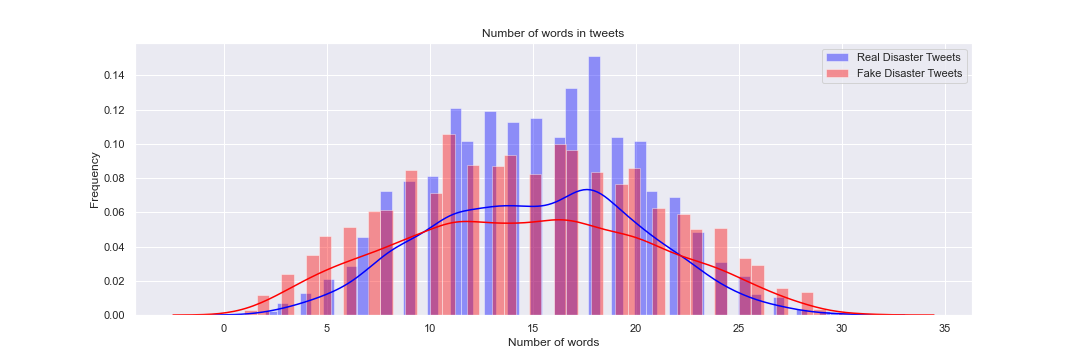 Number of words in tweets
Real Disaster Tweets
Fake Disaster Tweets
Frequency
0.14
0.12
0.10
0.08
0.06
0.04
0.02
0.00
0 5 10 15 20 25 30 35
Number of words